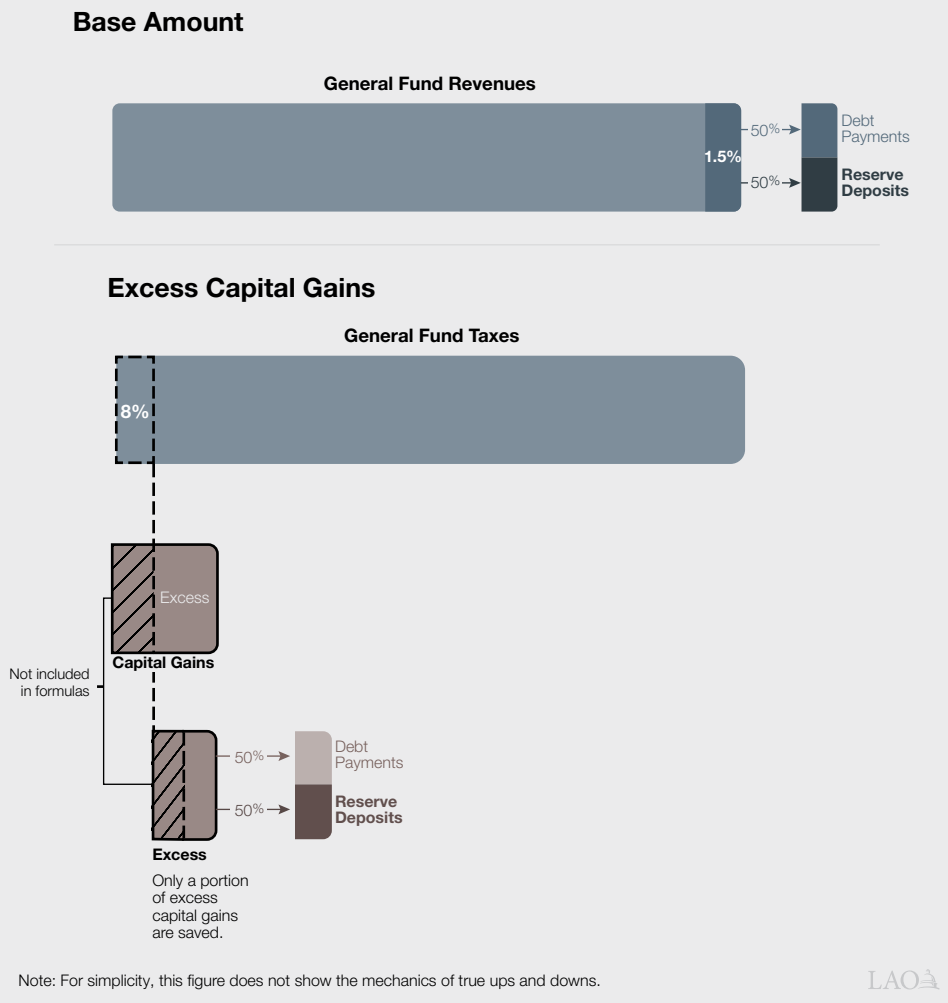 Base Amount
General Fund Revenues
1.5%
50%
Debt
Payments
50%
Reserve
Deposits
Excess Capital Gains
General Fund Taxes
8%
Excess
Capital Gains
Not included
in formulas
50%
Debt
Payments
50%
Reserve
Deposits
Excess
Only a portion
of excess
capital gains
are saved.
Note: For simplicity, this figure does not show the mechanics of true ups and downs.
LAO